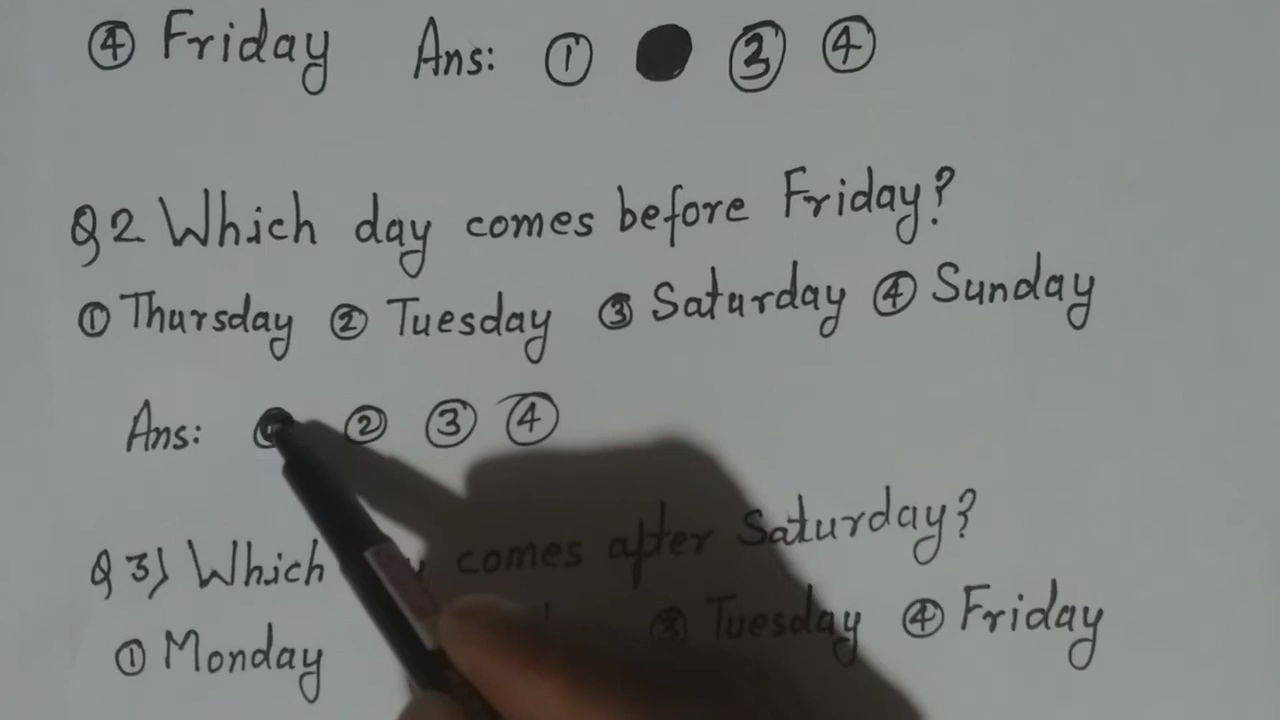 ④ Friday Ans: ① ③ ④
Q2 Which day comes before Friday?
① Thursday ② Tuesday ③ Saturday ④ Sunday
Ans: ② ③ ④
Q3) Which comes after Saturday?
① Monday ③ Tuesday ④ Friday